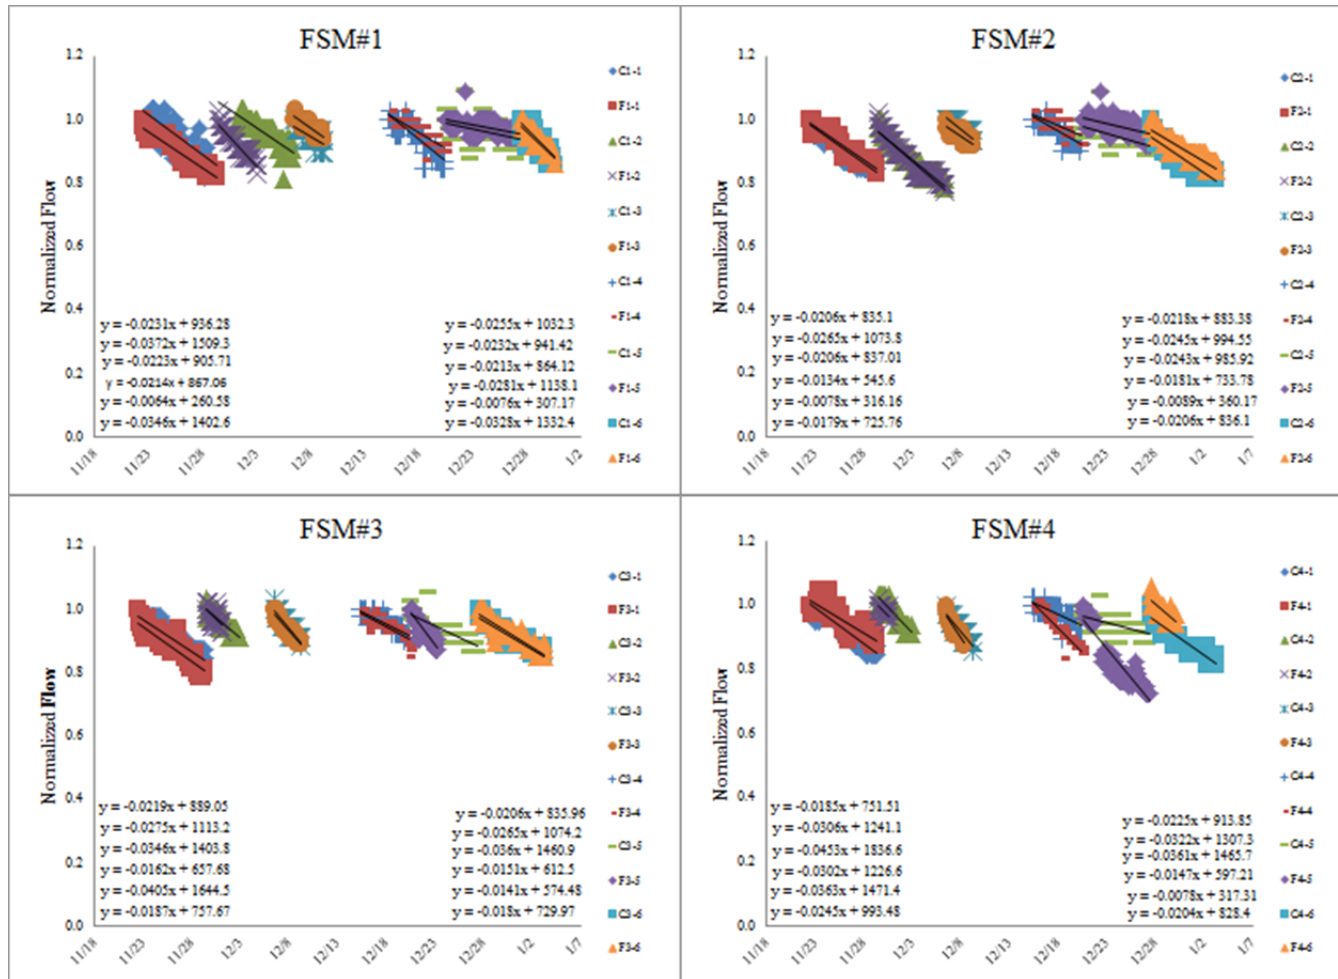 FSM#1
Normalized Flow
1.2
1.0
0.8
0.6
0.4
0.2
0.0
y = -0.0231x + 936.28
y = -0.0372x + 1509.3
y = -0.0223x + 905.71
y = -0.0214x + 867.06
y = -0.0064x + 260.58
y = -0.0346x + 1402.6
y = -0.0255x + 1032.3
y = -0.0232x + 941.42
y = -0.0213x + 864.12
y = -0.0281x + 1138.1
y = -0.0076x + 307.17
y = -0.0328x + 1332.4
11/18
11/23
11/28
12/3
12/8
12/13
12/18
12/23
12/28
1/2
C1-1
F1-1
C1-2
F1-2
C1-3
F1-3
C1-4
F1-4
C1-5
F1-5
C1-6
F1-6
FSM#2
Normalized Flow
1.2
1.0
0.8
0.6
0.4
0.2
0.0
y = -0.0206x + 835.1
y = -0.0265x + 1073.8
y = -0.0206x + 837.01
y = -0.0134x + 545.6
y = -0.0078x + 316.16
y = -0.0179x + 725.76
y = -0.0218x + 883.38
y = -0.0245x + 994.55
y = -0.0243x + 985.92
y = -0.0181x + 733.78
y = -0.0089x + 360.17
y = -0.0206x + 836.1
11/18
11/23
11/28
12/3
12/8
12/13
12/18
12/23
12/28
1/2
1/7
C2-1
F2-1
C2-2
F2-2
C2-3
F2-3
C2-4
F2-4
C2-5
F2-5
C2-6
F2-6
FSM#3
Normalized Flow
1.2
1.0
0.8
0.6
0.4
0.2
0.0
y = -0.0219x + 889.05
y = -0.0275x + 1113.2
y = -0.0346x + 1403.8
y = -0.0162x + 657.68
y = -0.0405x + 1644.5
y = -0.0187x + 757.67
y = -0.0206x + 835.96
y = -0.0265x + 1074.2
y = -0.036x + 1460.9
y = -0.0151x + 612.5
y = -0.0141x + 574.48
y = -0.018x + 729.97
11/18
11/23
11/28
12/3
12/8
12/13
12/18
12/23
12/28
1/2
1/7
C3-1
F3-1
C3-2
F3-2
C3-3
F3-3
C3-4
F3-4
C3-5
F3-5
C3-6
F3-6
FSM#4
Normalized Flow
1.2
1.0
0.8
0.6
0.4
0.2
0.0
y = -0.0185x + 751.51
y = -0.0306x + 1241.1
y = -0.0453x + 1836.6
y = -0.0302x + 1226.6
y = -0.0363x + 1471.4
y = -0.0245x + 993.48
y = -0.0225x + 913.85
y = -0.0322x + 1307.3
y = -0.0361x + 1465.7
y = -0.0147x + 597.21
y = -0.0078x + 317.31
y = -0.0204x + 828.4
11/18
11/23
11/28
12/3
12/8
12/13
12/18
12/23
12/28
1/2
1/7
C4-1
F4-1
C4-2
F4-2
C4-3
F4-3
C4-4
F4-4
C4-5
F4-5
C4-6
F4-6